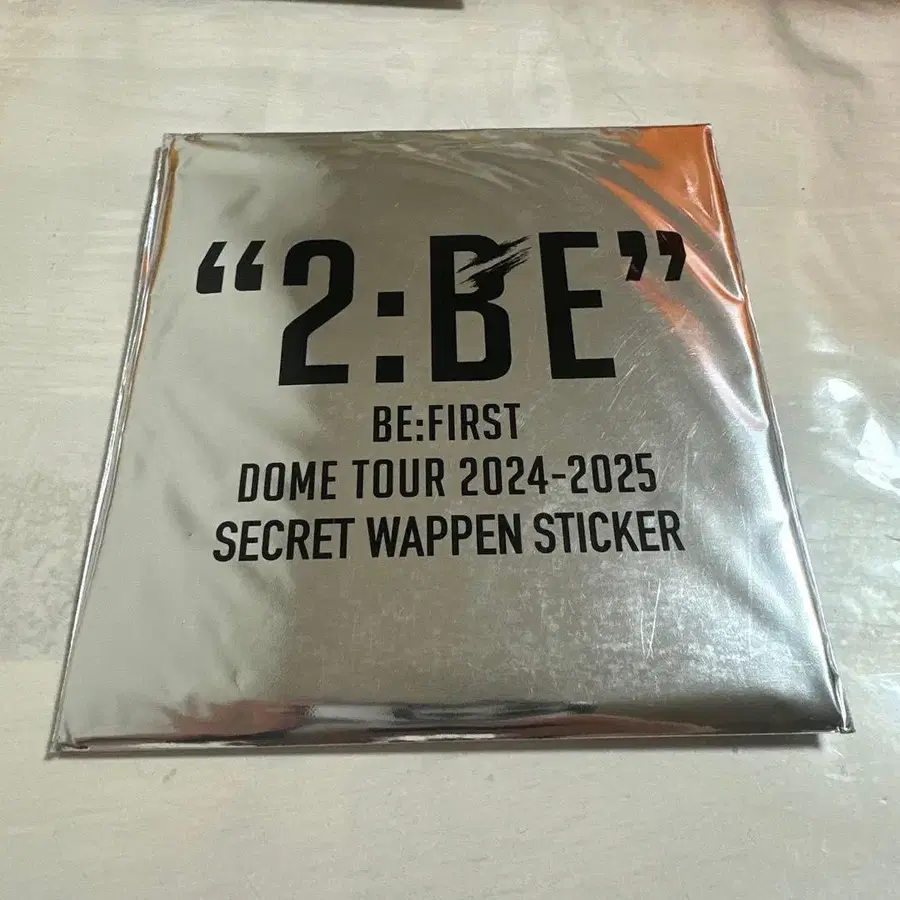 “2:BE”
BE:FIRST
DOME TOUR 2024-2025
SECRET WAPPEN STICKER